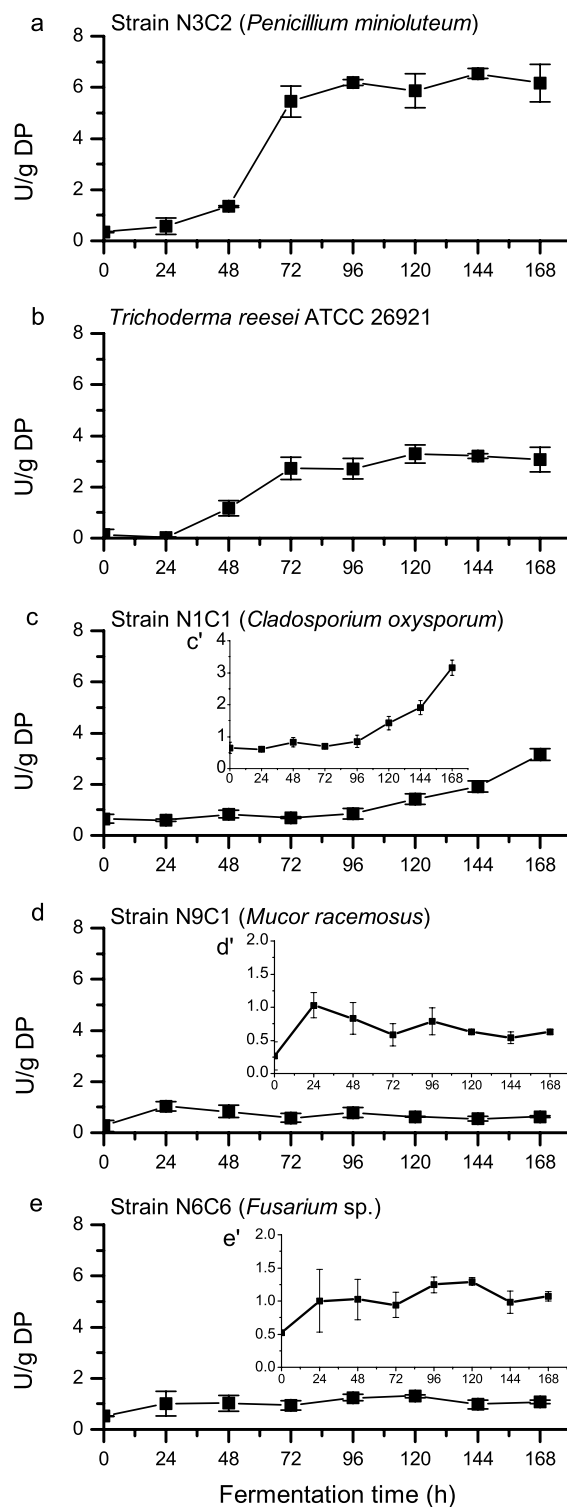 a Strain N3C2 (Penicillium minioluteum)
8
6
4
2
0
U/g DP
0 24 48 72 96 120 144 168
b Trichoderma reesei ATCC 26921
8
6
4
2
0
U/g DP
0 24 48 72 96 120 144 168
c Strain N1C1 (Cladosporium oxysporum)
8
6
4
2
0
U/g DP
c'
4
3
2
1
0
0 24 48 72 96 120 144 168
0 24 48 72 96 120 144 168
d Strain N9C1 (Mucor racemosus)
8
6
4
2
0
U/g DP
d'
2.0
1.5
1.0
0.5
0.0
0 24 48 72 96 120 144 168
0 24 48 72 96 120 144 168
e Strain N6C6 (Fusarium sp.)
8
6
4
2
0
U/g DP
e'
2.0
1.5
1.0
0.5
0.0
0 24 48 72 96 120 144 168
0 24 48 72 96 120 144 168
Fermentation time (h)